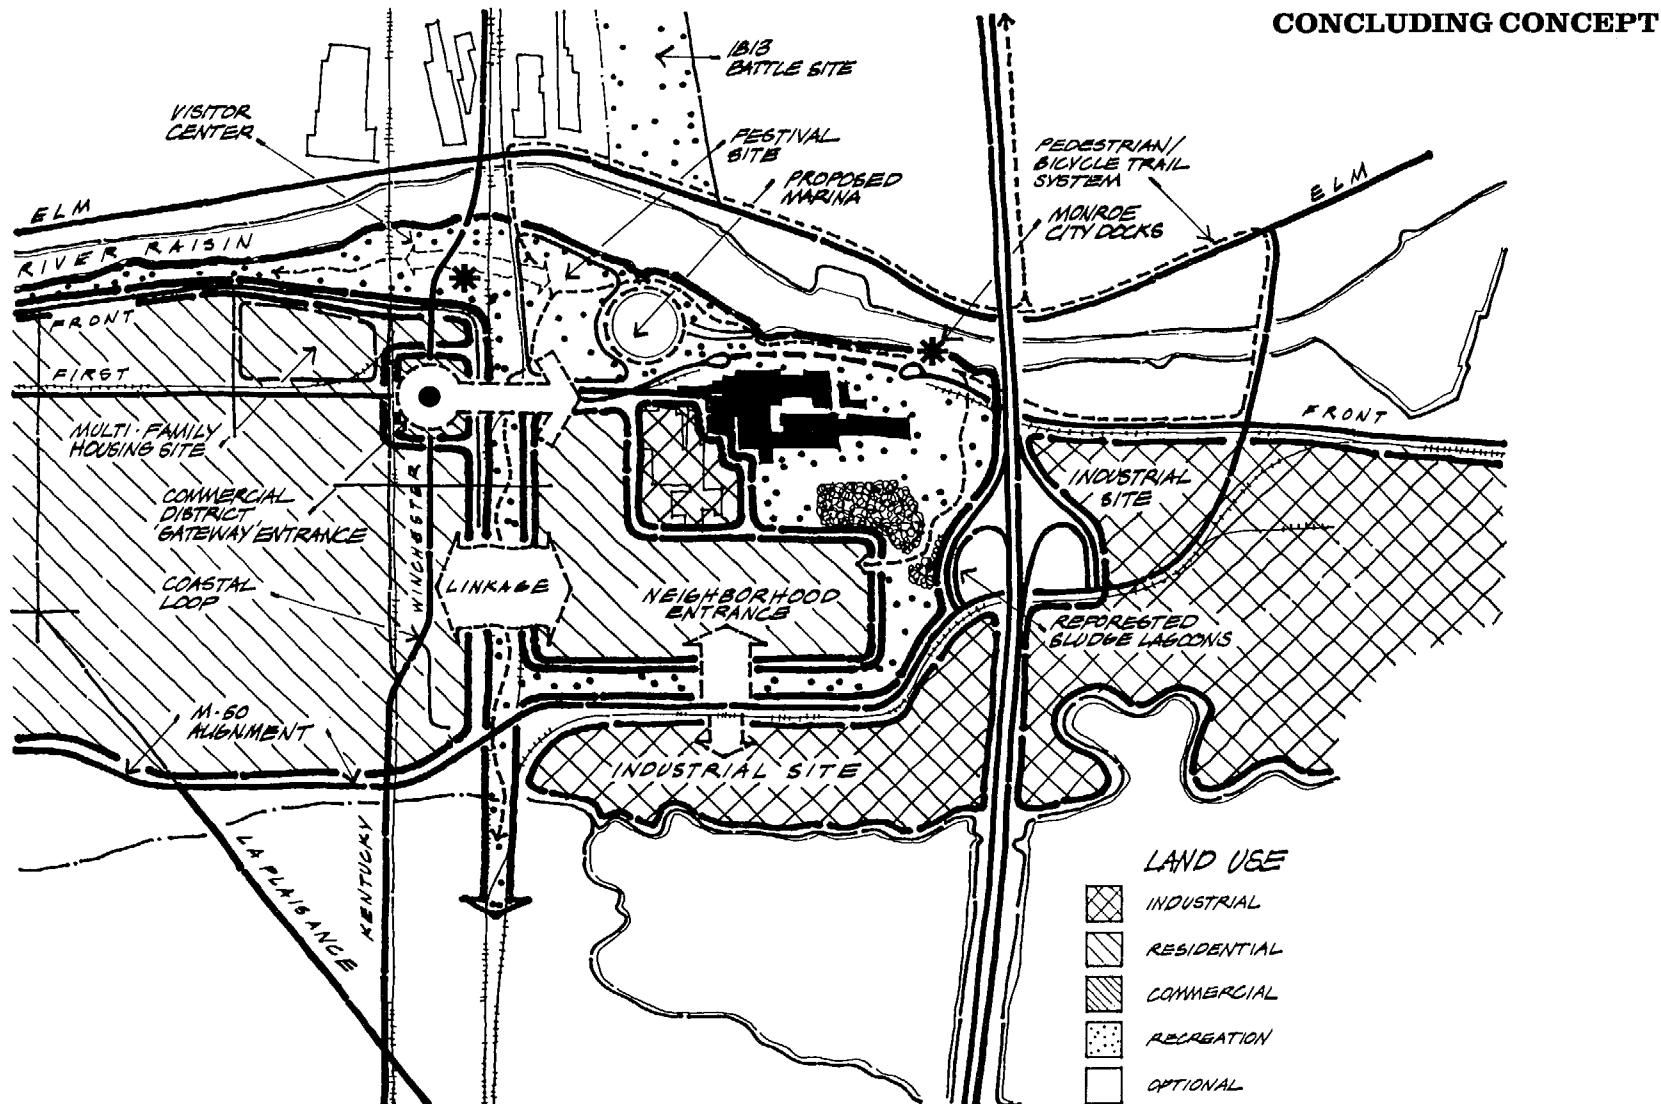 CONCLUDING CONCEPT
1813
BATTLE SITE
VISITOR
CENTER
FESTIVAL
SITE
PROPOSED
MARINA
PEDESTRIAN/
BICYCLE TRAIL
SYSTEM
MONROE
CITY DOCKS
ELM
ELM
RIVER RAISIN
FRONT
FIRST
FRONT
MULTI-FAMILY
HOUSING SITE
COMMERCIAL
DISTRICT
'GATEWAY' ENTRANCE
WINCHESTER
COASTAL
LOOP
LINKAGE
NEIGHBORHOOD
ENTRANCE
INDUSTRIAL
SITE
REFORESTED
SLUDGE LAGOONS
M-50
ALIGNMENT
INDUSTRIAL SITE
KENTUCKY
LAPLAISANCE
LAND USE
INDUSTRIAL
RESIDENTIAL
COMMERCIAL
RECREATION
OPTIONAL